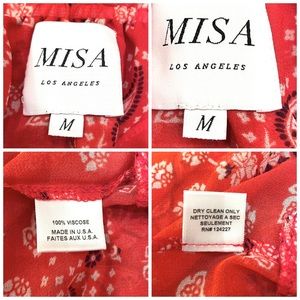 MISA
LOS ANGELES
M
MISA
LOS ANGELES
M
100% VISCOSE
MADE IN U.S.A.
FAITES AUX U.S.A.
DRY CLEAN ONLY
NETTOYAGE A SEC
SEULEMENT
RN# 124227